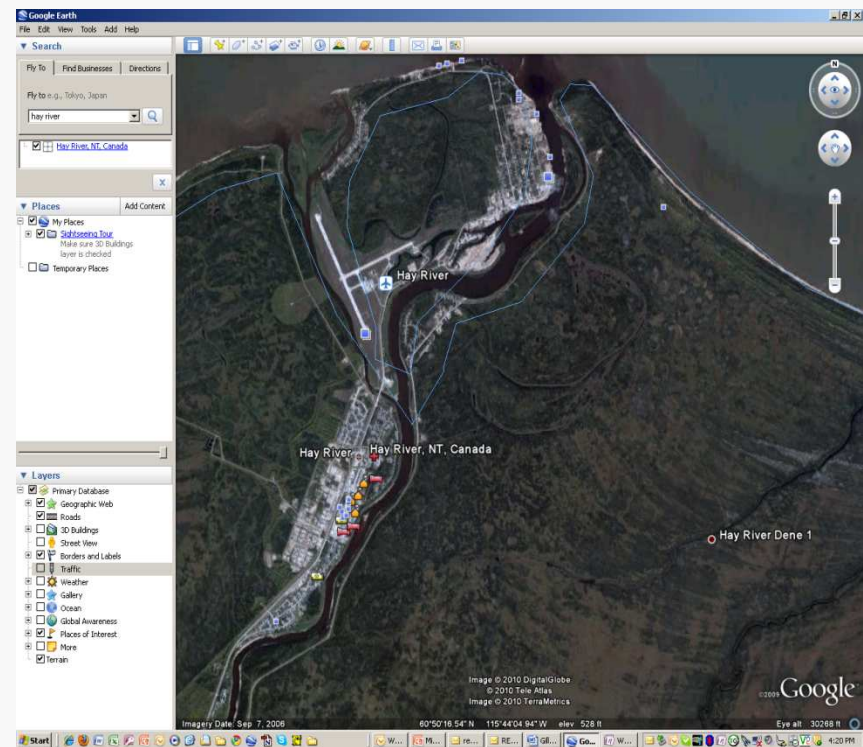 Google Earth
File Edit View Tools Add Help
Search
Fly To Find Businesses Directions
Fly to e.g., Tokyo, Japan
hay river
Hay River, NT, Canada
Places Add Content
My Places
Sightseeing Tour
Make sure 3D Buildings
layer is checked
Temporary Places
Layers
Primary Database
Geographic Web
Roads
3D Buildings
Street View
Borders and Labels
Traffic
Weather
Gallery
Ocean
Global Awareness
Places of Interest
More
Terrain
N
Hay River
Hay River Hay River, NT, Canada
Hay River Dene 1
Image © 2010 DigitalGlobe
© 2010 Tele Atlas
Image © 2010 TerraMetrics
©2009 Google
Imagery Date: Sep 7, 2006 60°50'16.54" N 115°44'04.94" W elev 528 ft Eye alt 30268 ft
Start W... M... re... RE... Gil... Go... W... 4:20 PM